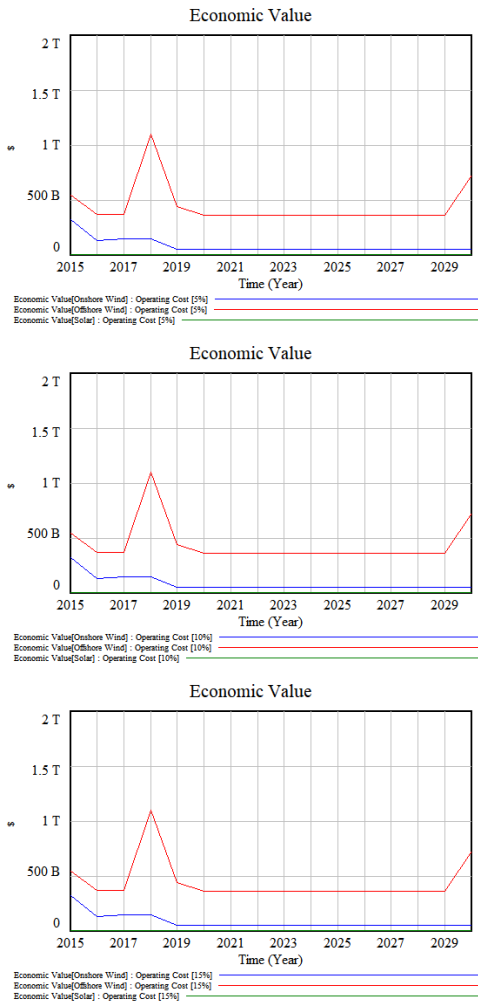 Economic Value
2 T
1.5 T
1 T
500 B
0
$
2015 2017 2019 2021 2023 2025 2027 2029
Time (Year)
Economic Value[Onshore Wind] : Operating Cost [5%]
Economic Value[Offshore Wind] : Operating Cost [5%]
Economic Value[Solar] : Operating Cost [5%]
Economic Value
2 T
1.5 T
1 T
500 B
0
$
2015 2017 2019 2021 2023 2025 2027 2029
Time (Year)
Economic Value[Onshore Wind] : Operating Cost [10%]
Economic Value[Offshore Wind] : Operating Cost [10%]
Economic Value[Solar] : Operating Cost [10%]
Economic Value
2 T
1.5 T
1 T
500 B
0
$
2015 2017 2019 2021 2023 2025 2027 2029
Time (Year)
Economic Value[Onshore Wind] : Operating Cost [15%]
Economic Value[Offshore Wind] : Operating Cost [15%]
Economic Value[Solar] : Operating Cost [15%]